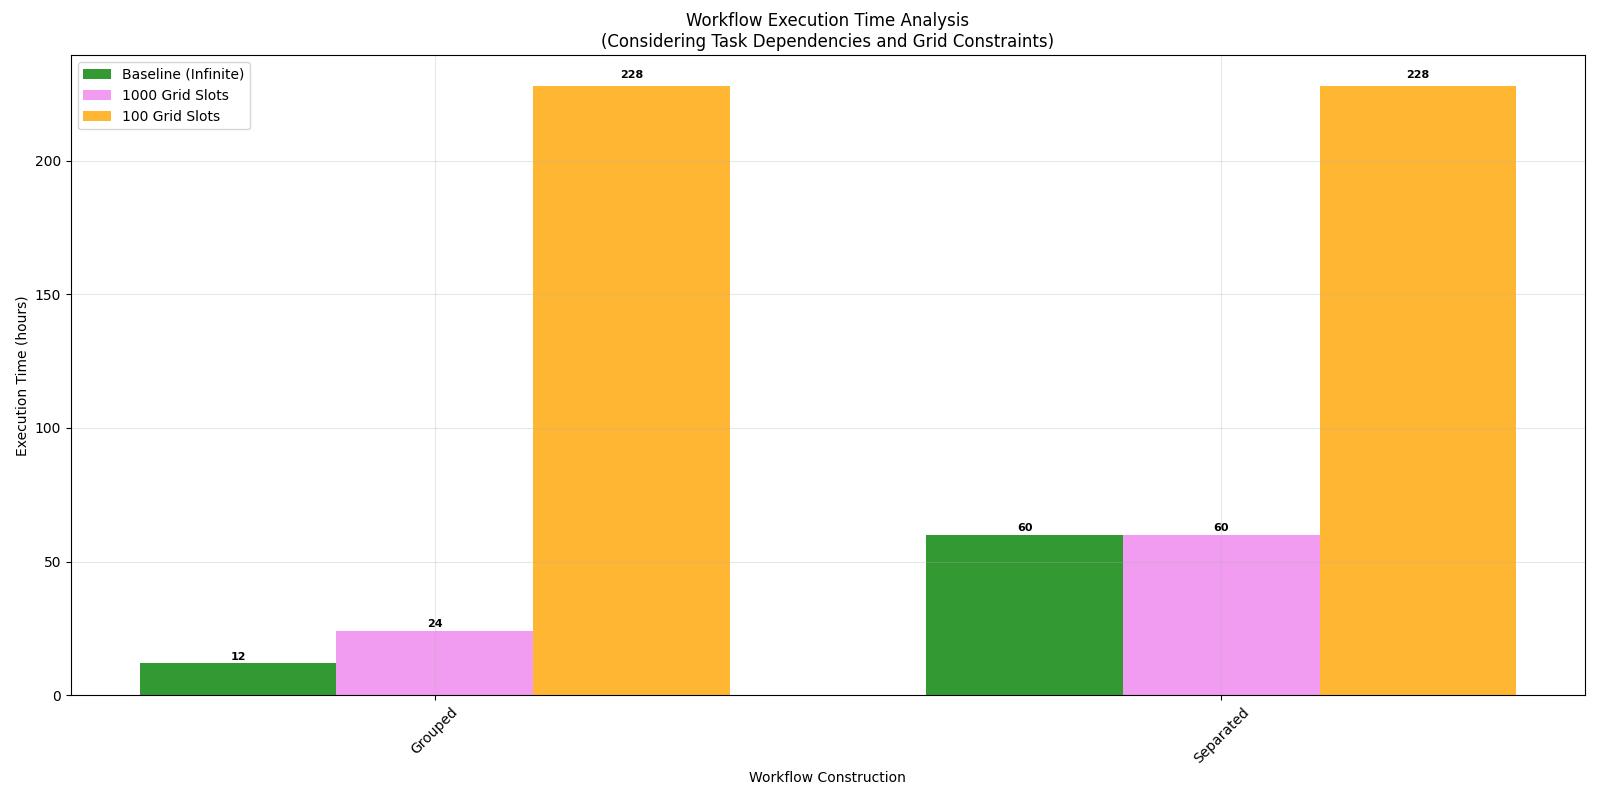 Workflow Execution Time Analysis
(Considering Task Dependencies and Grid Constraints)
Baseline (Infinite)
1000 Grid Slots
100 Grid Slots
228
228
200
150
100
50
0
60
60
24
12
Execution Time (hours)
Grouped
Separated
Workflow Construction